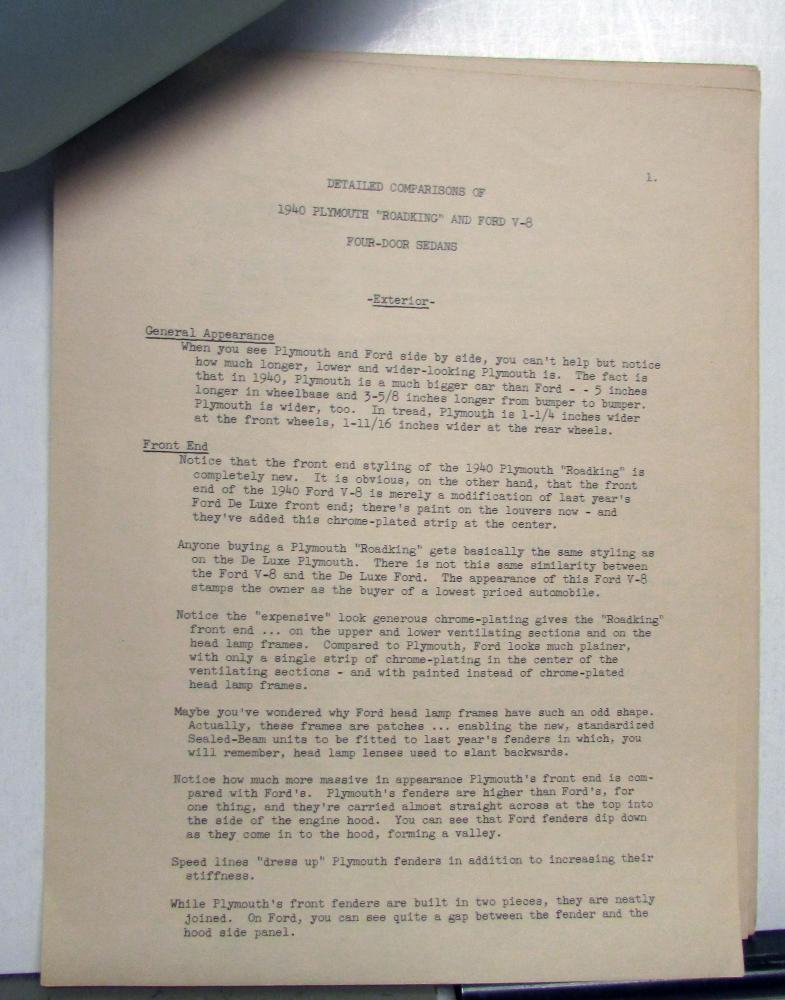 1.
DETAILED COMPARISONS OF
1940 PLYMOUTH "ROADKING" AND FORD V-8
FOUR-DOOR SEDANS
-Exterior-
General Appearance
When you see Plymouth and Ford side by side, you can't help but notice
how much longer, lower and wider-looking Plymouth is. The fact is
that in 1940, Plymouth is a much bigger car than Ford - - 5 inches
longer in wheelbase and 3-5/8 inches longer from bumper to bumper.
Plymouth is wider, too. In tread, Plymouth is 1-1/4 inches wider
at the front wheels, 1-11/16 inches wider at the rear wheels.
Front End
Notice that the front end styling of the 1940 Plymouth "Roadking" is
completely new. It is obvious, on the other hand, that the front
end of the 1940 Ford V-8 is merely a modification of last year's
Ford De Luxe front end; there's paint on the louvers now - and
they've added this chrome-plated strip at the center.
Anyone buying a Plymouth "Roadking" gets basically the same styling as
on the De Luxe Plymouth. There is not this same similarity between
the Ford V-8 and the De Luxe Ford. The appearance of this Ford V-8
stamps the owner as the buyer of a lowest priced automobile.
Notice the "expensive" look generous chrome-plating gives the "Roadking"
front end ... on the upper and lower ventilating sections and on the
head lamp frames. Compared to Plymouth, Ford looks much plainer,
with only a single strip of chrome-plating in the center of the
ventilating sections - and with painted instead of chrome-plated
head lamp frames.
Maybe you've wondered why Ford head lamp frames have such an odd shape.
Actually, these frames are patches ... enabling the new, standardized
Sealed-Beam units to be fitted to last year's fenders in which, you
will remember, head lamp lenses used to slant backwards.
Notice how much more massive in appearance Plymouth's front end is com-
pared with Ford's. Plymouth's fenders are higher than Ford's, for
one thing, and they're carried almost straight across at the top into
the side of the engine hood. You can see that Ford fenders dip down
as they come in to the hood, forming a valley.
Speed lines "dress up" Plymouth fenders in addition to increasing their
stiffness.
While Plymouth's front fenders are built in two pieces, they are neatly
joined. On Ford, you can see quite a gap between the fender and the
hood side panel.